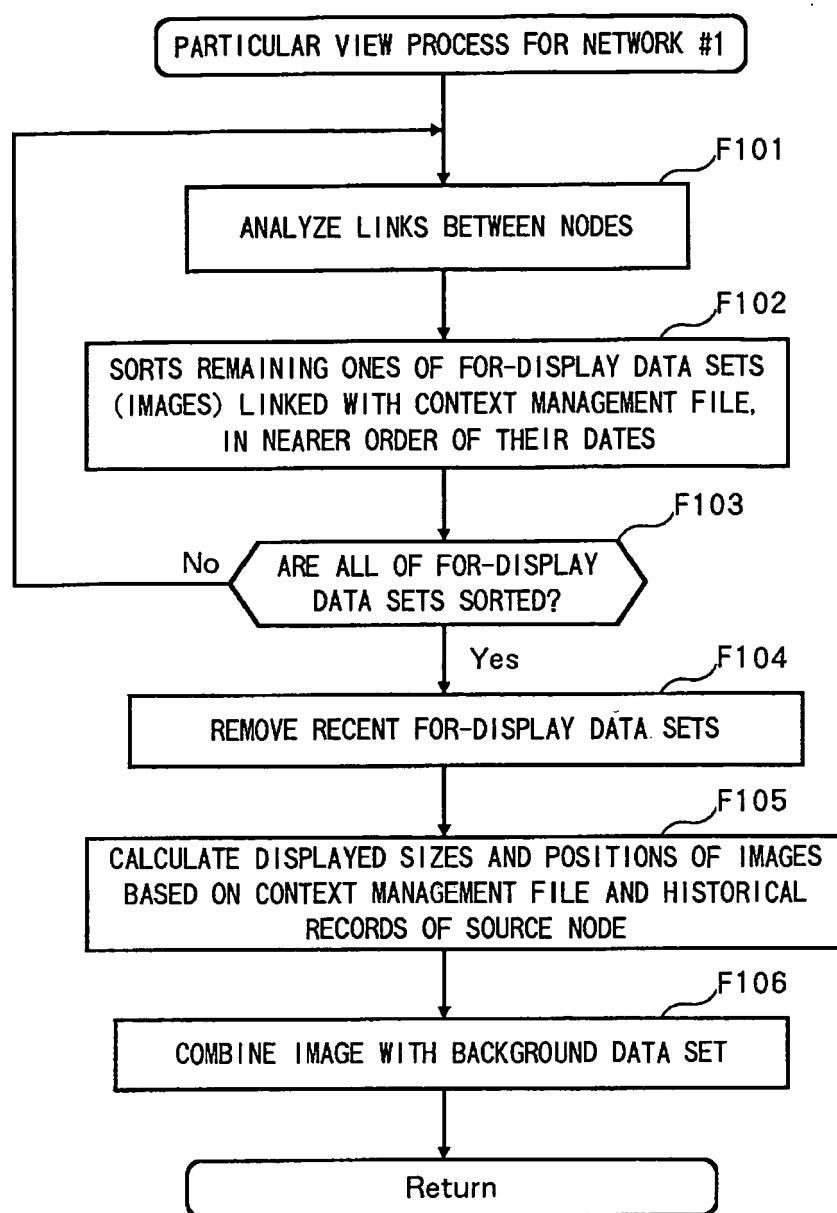 PARTICULAR VIEW PROCESS FOR NETWORK #1
F101
ANALYZE LINKS BETWEEN NODES
F102
SORTS REMAINING ONES OF FOR-DISPLAY DATA SETS
(IMAGES) LINKED WITH CONTEXT MANAGEMENT FILE,
IN NEARER ORDER OF THEIR DATES
F103
No
ARE ALL OF FOR-DISPLAY
DATA SETS SORTED?
Yes
F104
REMOVE RECENT FOR-DISPLAY DATA SETS
F105
CALCULATE DISPLAYED SIZES AND POSITIONS OF IMAGES
BASED ON CONTEXT MANAGEMENT FILE AND HISTORICAL
RECORDS OF SOURCE NODE
F106
COMBINE IMAGE WITH BACKGROUND DATA SET
Return